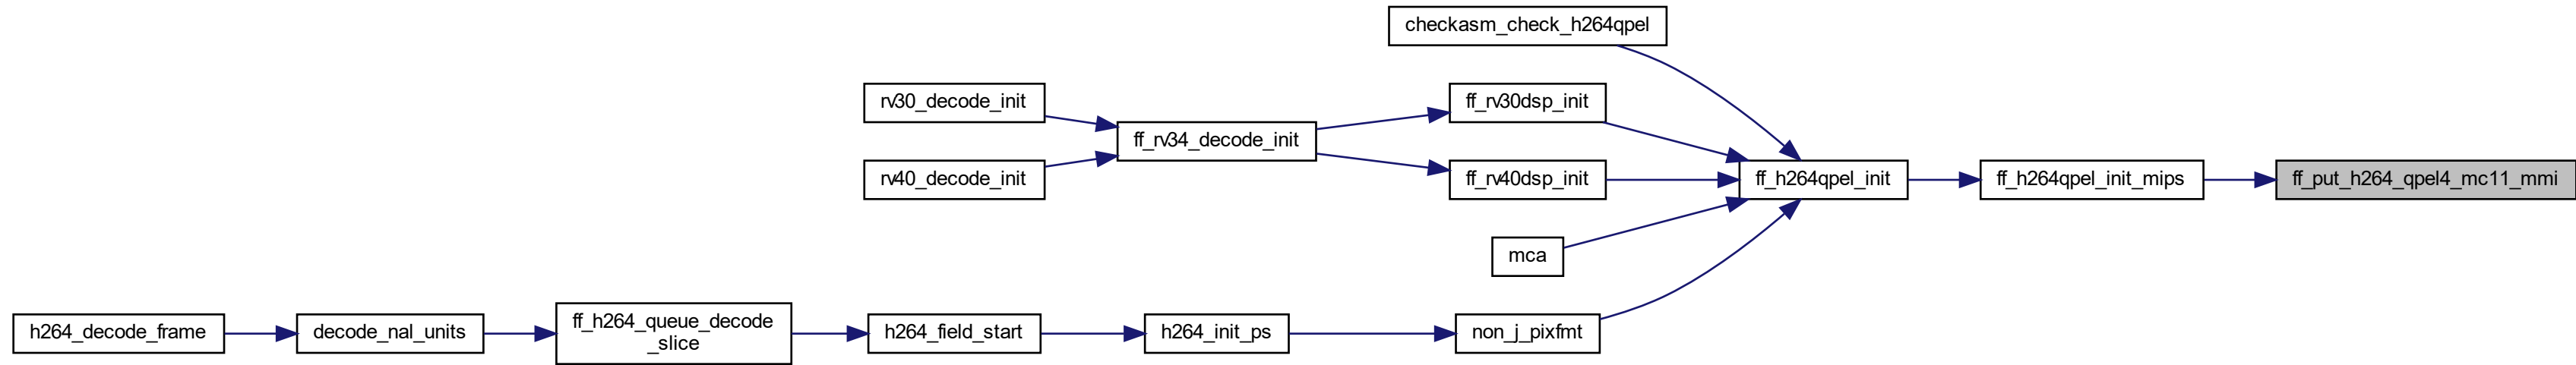 checkasm_check_h264qpel
rv30_decode_init
ff_rv30dsp_init
ff_rv34_decode_init
rv40_decode_init
ff_rv40dsp_init
ff_h264qpel_init
ff_h264qpel_init_mips
ff_put_h264_qpel4_mc11_mmi
mca
h264_decode_frame
decode_nal_units
ff_h264_queue_decode
_slice
h264_field_start
h264_init_ps
non_j_pixfmt